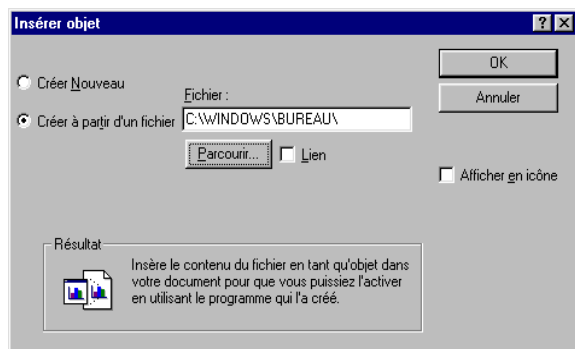 Insérer objet
Créer Nouveau
Fichier :
Créer à partir d'un fichier
C:\WINDOWS\BUREAU\
Parcourir...
Lien
OK
Annuler
Afficher en icône
Résultat
Insère le contenu du fichier en tant qu'objet dans
votre document pour que vous puissiez l'activer
en utilisant le programme qui l'a créé.